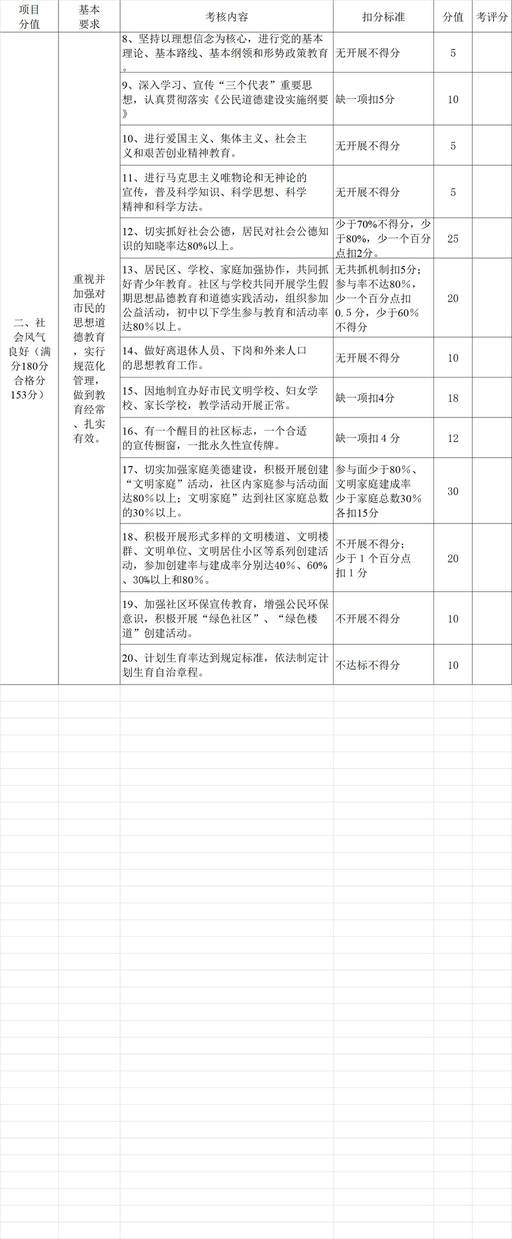 项目
分值
基本
要求
考核内容
扣分标准
分值
考评分
二、社
会风气
良好（满
分180分
合格分
153分）
重视并
加强对
市民的
思想道
德教育
，实行
规范化
管理，
做到教
育经常
、扎实
有效。
8、坚持以理想信念为核心，进行党的基本
理论、基本路线、基本纲领和形势政策教育
。
无开展不得分
5
9、深入学习、宣传“三个代表”重要思
想，认真贯彻落实《公民道德建设实施纲要
》
缺一项扣5分
10
10、进行爱国主义、集体主义、社会主
义和艰苦创业精神教育。
无开展不得分
5
11、进行马克思主义唯物论和无神论的
宣传，普及科学知识、科学思想、科学
精神和科学方法。
无开展不得分
5
12、切实抓好社会公德，居民对社会公德知
识的知晓率达80%以上。
少于70%不得分，少
于80%，少一个百分
点扣2分。
25
13、居民区、学校、家庭加强协作，共同抓
好青少年教育。社区与学校共同开展学生假
期思想品德教育和道德实践活动，组织参加
公益活动，初中以下学生参与教育和活动率
达80%以上。
无共抓机制扣5分；
参与率不达80%，
少一个百分点扣
0.5 分，少于60%
不得分
20
14、做好离退休人员、下岗和外来人口
的思想教育工作。
无开展不得分
10
15、因地制宜办好市民文明学校、妇女学
校、家长学校，教学活动开展正常。
缺一项扣4分
18
16、有一个醒目的社区标志，一个合适
的宣传橱窗，一批永久性宣传牌。
缺一项扣 4 分
12
17、切实加强家庭美德建设，积极开展创建
“文明家庭”活动，社区内家庭参与活动面
达80%以上；文明家庭”达到社区家庭总数
的30%以上。
参与面少于80%、
文明家庭建成率
少于家庭总数30%
各扣15分
30
18、积极开展形式多样的文明楼道、文明楼
群、文明单位、文明居住小区等系列创建活
动，参加创建率与建成率分别达40%、60%
、30%以上和80%。
不开展不得分；
少于 1 个百分点
扣 1 分
20
19、加强社区环保宣传教育，增强公民环保
意识，积极开展“绿色社区”、“绿色楼
道”创建活动。
不开展不得分
10
20、计划生育率达到规定标准，依法制定计
划生育自治章程。
不达标不得分
10